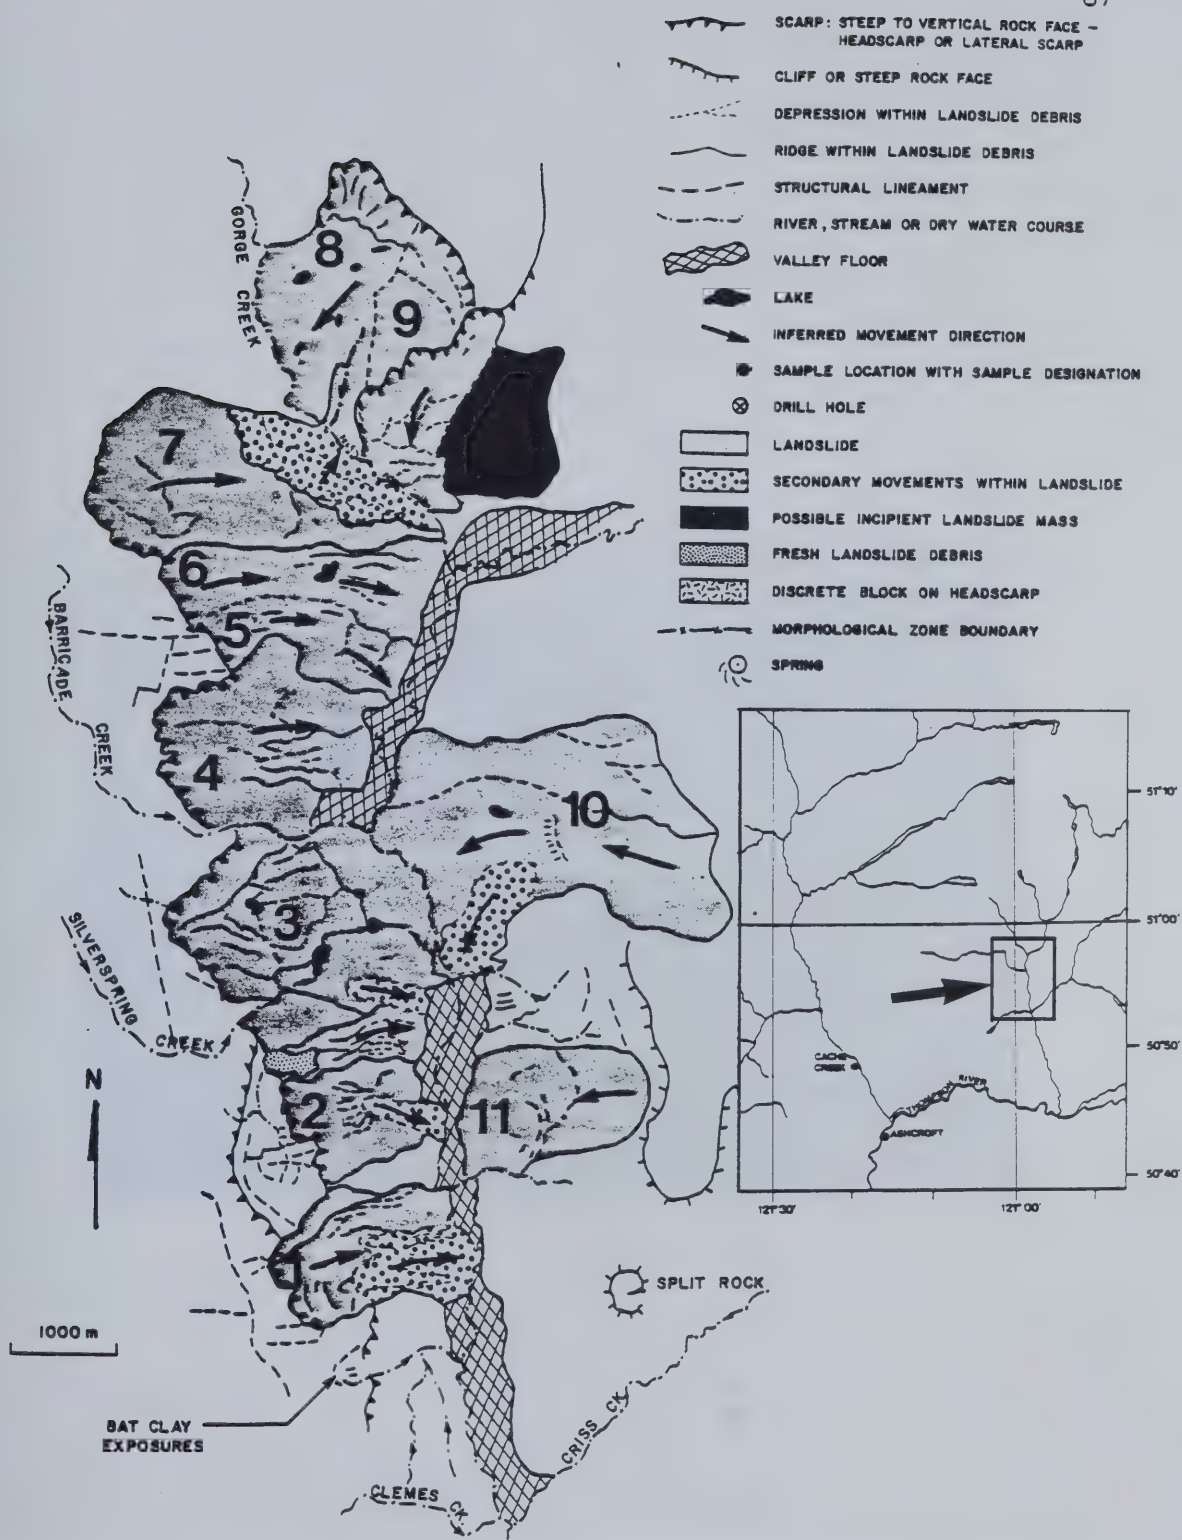 SCARP: STEEP TO VERTICAL ROCK FACE –
HEADSCARP OR LATERAL SCARP
CLIFF OR STEEP ROCK FACE
DEPRESSION WITHIN LANDSLIDE DEBRIS
RIDGE WITHIN LANDSLIDE DEBRIS
STRUCTURAL LINEAMENT
RIVER, STREAM OR DRY WATER COURSE
VALLEY FLOOR
LAKE
INFERRED MOVEMENT DIRECTION
SAMPLE LOCATION WITH SAMPLE DESIGNATION
DRILL HOLE
LANDSLIDE
SECONDARY MOVEMENTS WITHIN LANDSLIDE
POSSIBLE INCIPIENT LANDSLIDE MASS
FRESH LANDSLIDE DEBRIS
DISCRETE BLOCK ON HEADSCARP
MORPHOLOGICAL ZONE BOUNDARY
SPRING
GORGE CREEK
8
9
7
6
5
BARRICADE CREEK
4
10
3
SILVERSPRING CREEK
N
2
11
1
1000 m
SPLIT ROCK
BAT CLAY
EXPOSURES
CRISS CK.
CLEMES CK.
51°10'
51°00'
50°50'
50°40'
121°30'
121°00'
CACHE
CREEK
THOMPSON RIVER
ASHCROFT